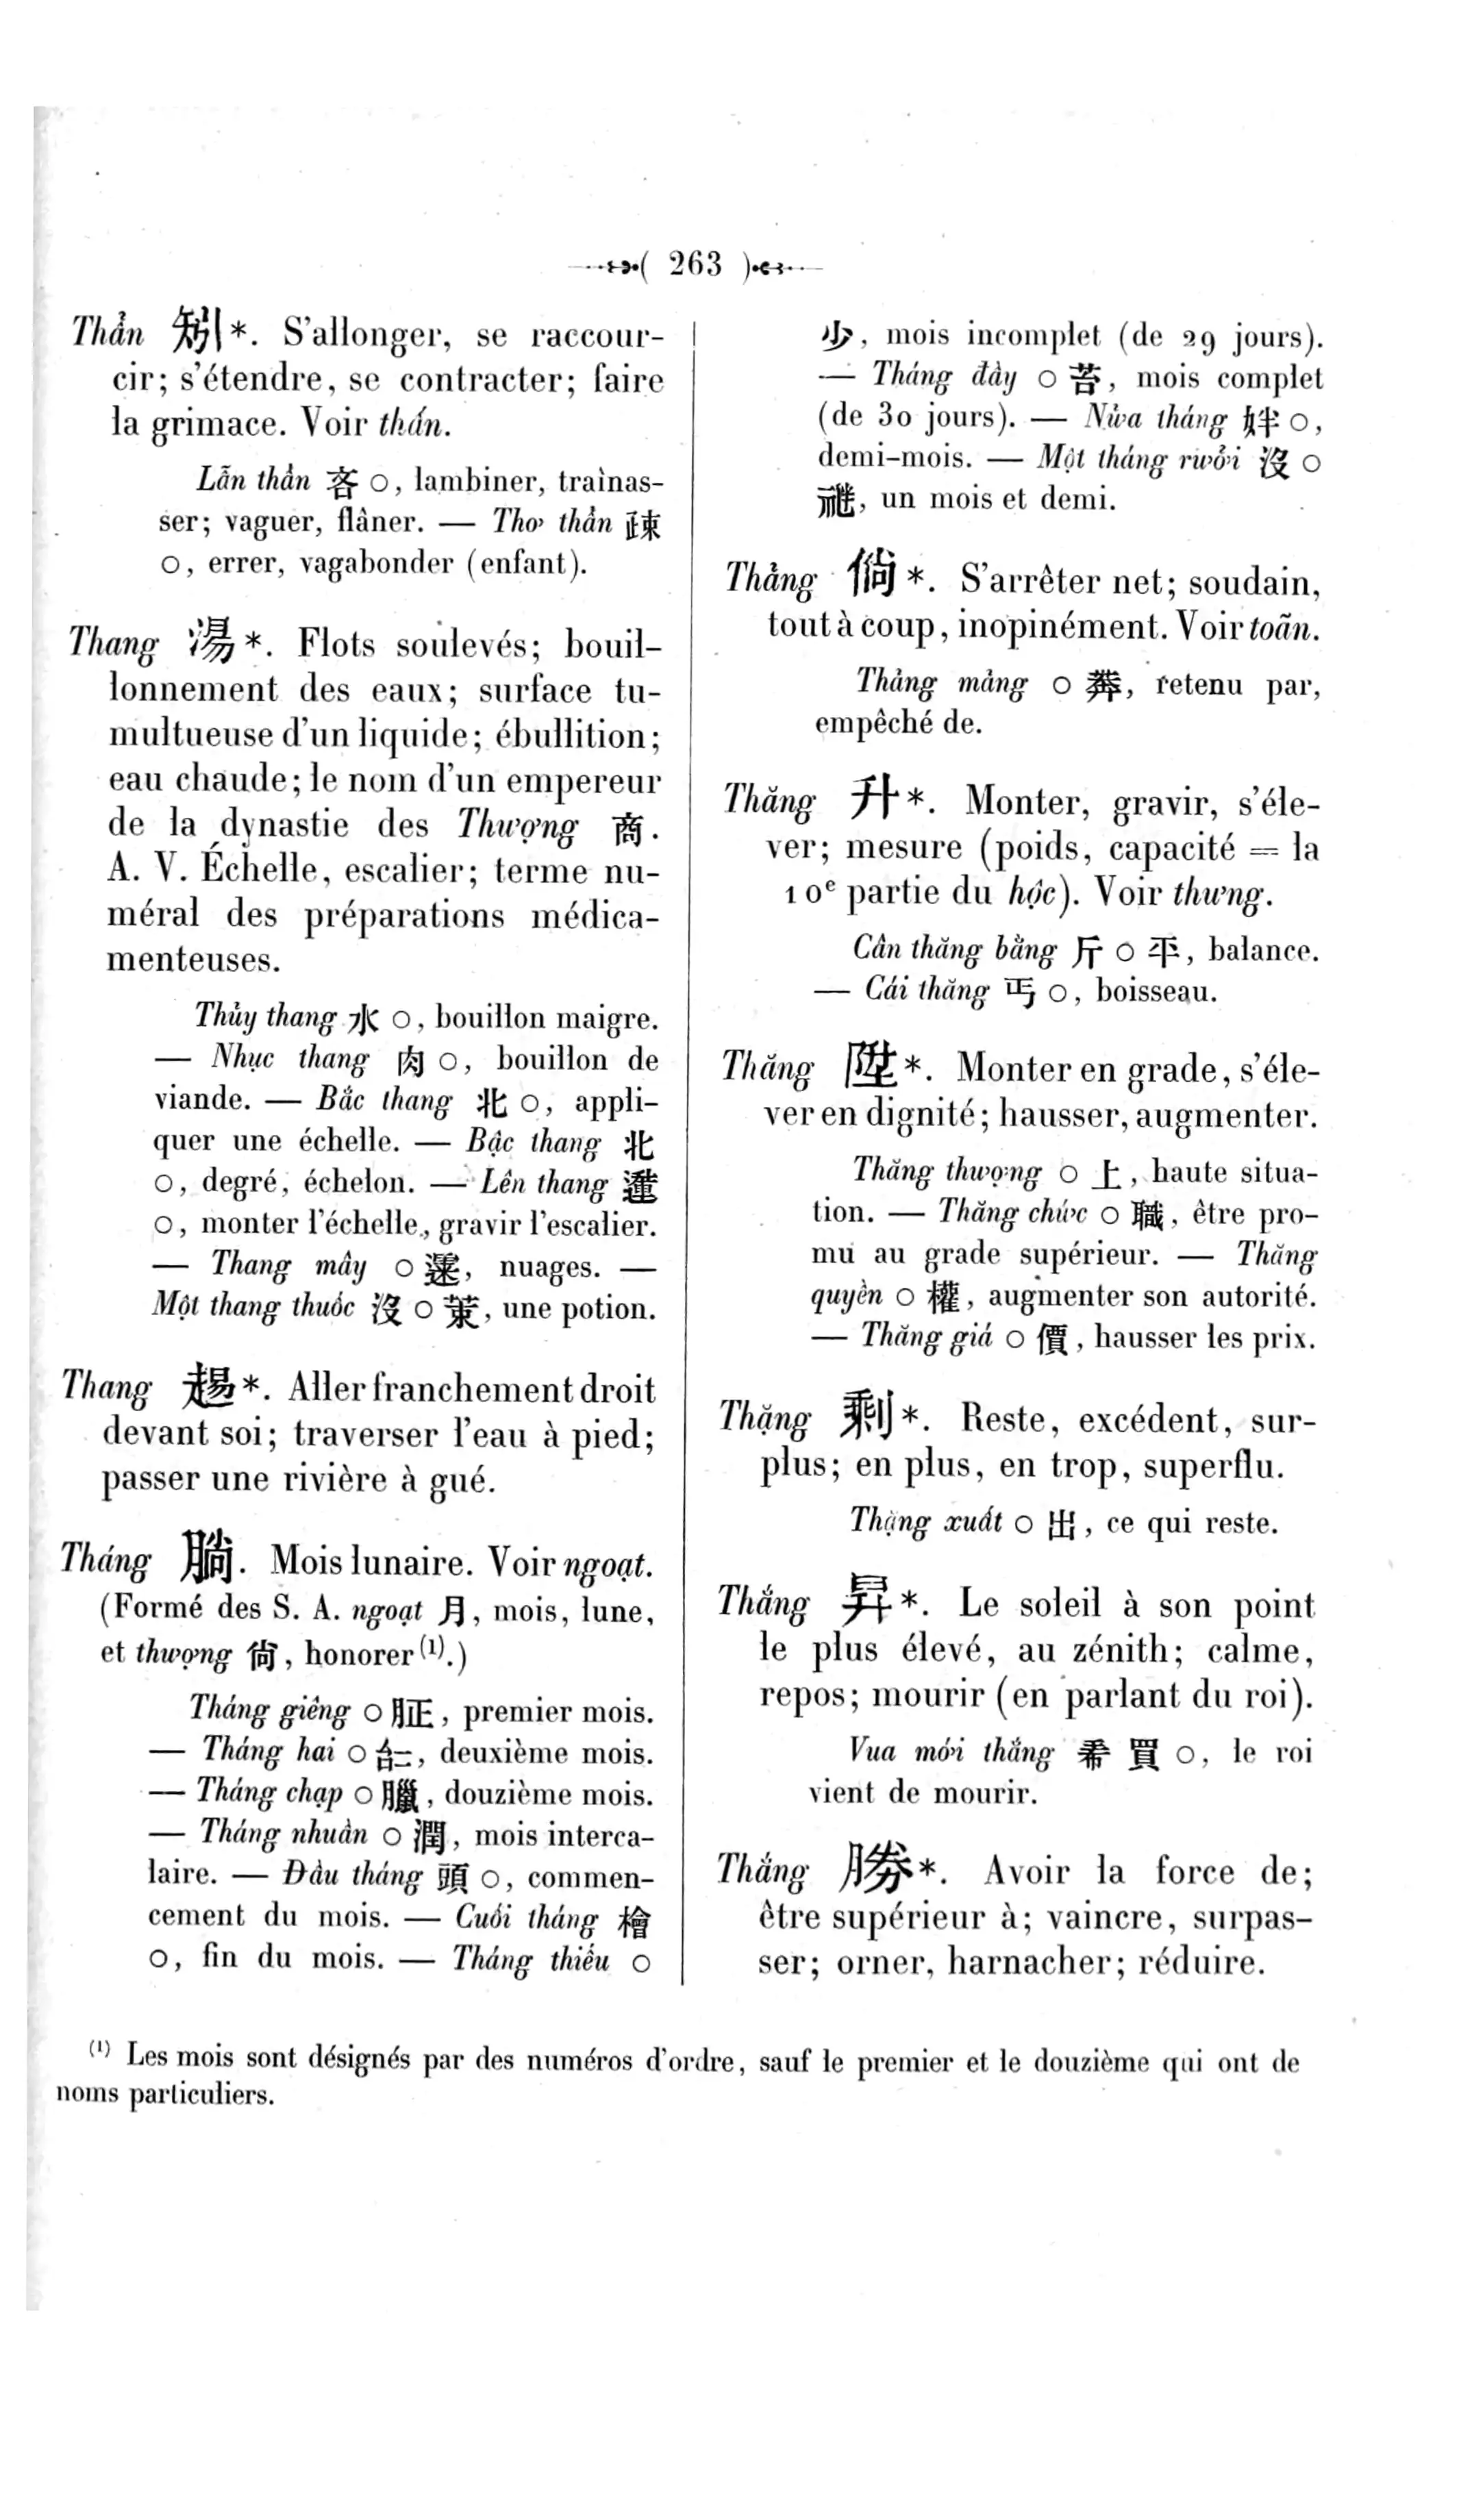 ( 263 )
Thẩn 矧 *. S'allonger, se raccour-
cir; s'étendre, se contracter; faire
la grimace. Voir thấn.
Lẩn thẩn 吝 ○, lambiner, traînas-
ser; vaguer, flâner. — Thơ thẩn 疎
○, errer, vagabonder (enfant).
Thang 湯 *. Flots soulevés; bouil-
lonnement des eaux; surface tu-
multueuse d'un liquide; ébullition;
eau chaude; le nom d'un empereur
de la dynastie des Thượng 商.
A. V. Échelle, escalier; terme nu-
méral des préparations médica-
menteuses.
Thủy thang 水 ○, bouillon maigre.
— Nhục thang 肉 ○, bouillon de
viande. — Bắc thang 北 ○, appli-
quer une échelle. — Bậc thang 北
○, degré, échelon. — Lên thang
○, monter l'échelle, gravir l'escalier.
— Thang mây ○, nuages. —
Một thang thuốc 沒 ○, une potion.
Thang 趟 *. Aller franchement droit
devant soi; traverser l'eau à pied;
passer une rivière à gué.
Tháng 𣎃. Mois lunaire. Voir ngoạt.
(Formé des S. A. ngoạt 月, mois, lune,
et thượng 尙, honorer (1).)
Tháng giêng ○, premier mois.
— Tháng hai ○, deuxième mois.
— Tháng chạp ○ 臘, douzième mois.
— Tháng nhuần ○ 潤, mois interca-
laire. — Đầu tháng 頭 ○, commen-
cement du mois. — Cuối tháng 檜
○, fin du mois. — Tháng thiếu ○
少, mois incomplet (de 29 jours).
— Tháng đầy ○ 苔, mois complet
(de 30 jours). — Nửa tháng 姅 ○,
demi-mois. — Một tháng rưỡi 沒 ○
, un mois et demi.
Thảng 倘 *. S'arrêter net; soudain,
tout à coup, inopinément. Voir toãn.
Thảng mảng ○ 莽, retenu par,
empêché de.
Thăng 升 *. Monter, gravir, s'éle-
ver; mesure (poids, capacité = la
10e partie du hộc). Voir thưng.
Cân thăng bằng 斤 ○ 平, balance.
— Cái thăng 丐 ○, boisseau.
Thăng 陞 *. Monter en grade, s'éle-
ver en dignité; hausser, augmenter.
Thăng thượng ○ 上, haute situa-
tion. — Thăng chức ○ 職, être pro-
mu au grade supérieur. — Thăng
quyền ○ 權, augmenter son autorité.
— Thăng giá ○ 價, hausser les prix.
Thặng 剩 *. Reste, excédent, sur-
plus; en plus, en trop, superflu.
Thặng xuất ○ 出, ce qui reste.
Thắng 昇 *. Le soleil à son point
le plus élevé, au zénith; calme,
repos; mourir (en parlant du roi).
Vua mới thắng 希 買 ○, le roi
vient de mourir.
Thắng 勝 *. Avoir la force de;
être supérieur à; vaincre, surpas-
ser; orner, harnacher; réduire.
(1) Les mois sont désignés par des numéros d'ordre, sauf le premier et le douzième qui ont de
noms particuliers.